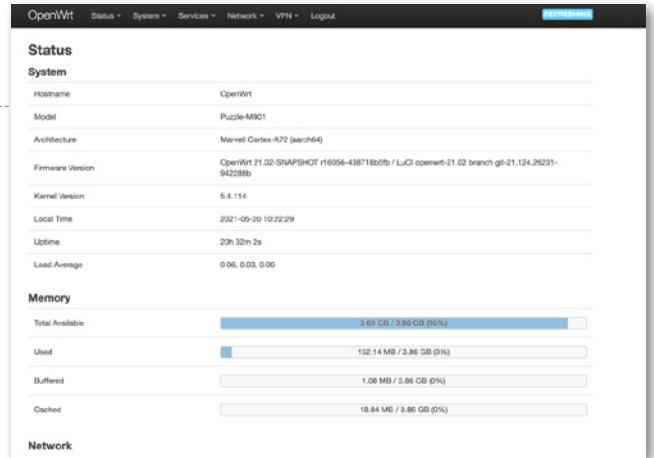 OpenWrt Status System Services Network VPN Logout REFRESHING
Status
System
Hostname OpenWrt
Model Puzzle-M901
Architecture Marvell Cortex-A72 (aarch64)
Firmware Version OpenWrt 21.02-SNAPSHOT / LuCI openwrt-21.02 branch git-21.124.26231-
942288b
Kernel Version 5.4.114
Local Time 2021-05-20 10:22:29
Uptime 20h 32m 2s
Load Average 0.06, 0.03, 0.00
Memory
Total Available 3.69 GB / 3.86 GB (95%)
Used 152.14 MB / 3.86 GB (3%)
Buffered 1.08 MB / 3.86 GB (0%)
Cached 18.84 MB / 3.86 GB (0%)
Network